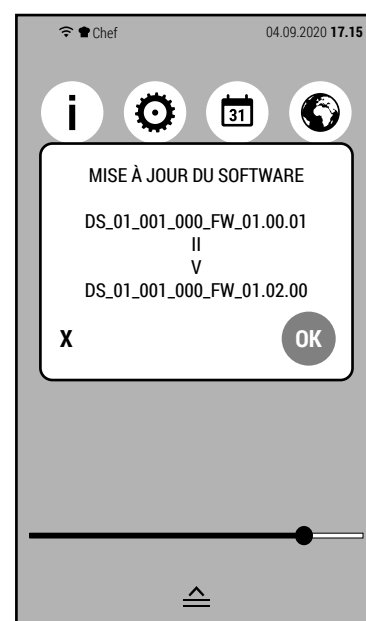 Chef 04.09.2020 17.15
i 31
MISE À JOUR DU SOFTWARE
DS_01_001_000_FW_01.00.01
II
V
DS_01_001_000_FW_01.02.00
X OK